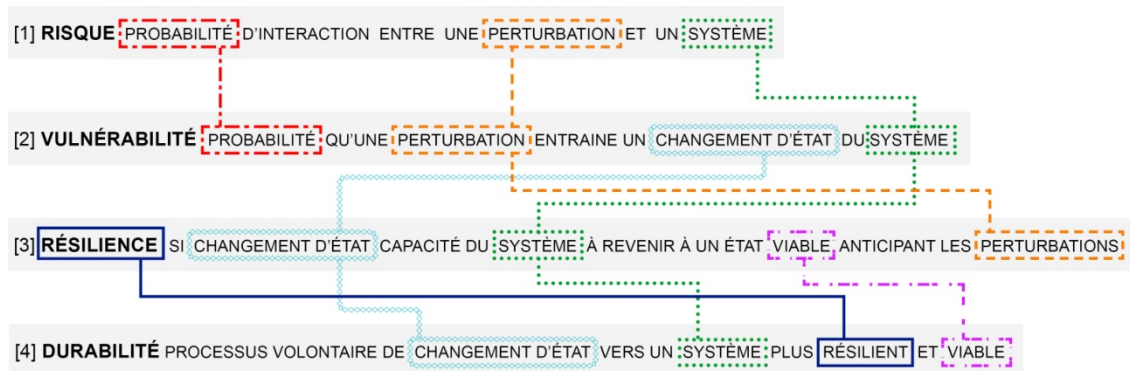 [1] RISQUE PROBABILITÉ D'INTERACTION ENTRE UNE PERTURBATION ET UN SYSTÈME
[2] VULNÉRABILITÉ PROBABILITÉ QU'UNE PERTURBATION ENTRAINE UN CHANGEMENT D'ÉTAT DU SYSTÈME
[3] RÉSILIENCE SI CHANGEMENT D'ÉTAT CAPACITÉ DU SYSTÈME À REVENIR À UN ÉTAT VIABLE ANTICIPANT LES PERTURBATIONS
[4] DURABILITÉ PROCESSUS VOLONTAIRE DE CHANGEMENT D'ÉTAT VERS UN SYSTÈME PLUS RÉSILIENT ET VIABLE